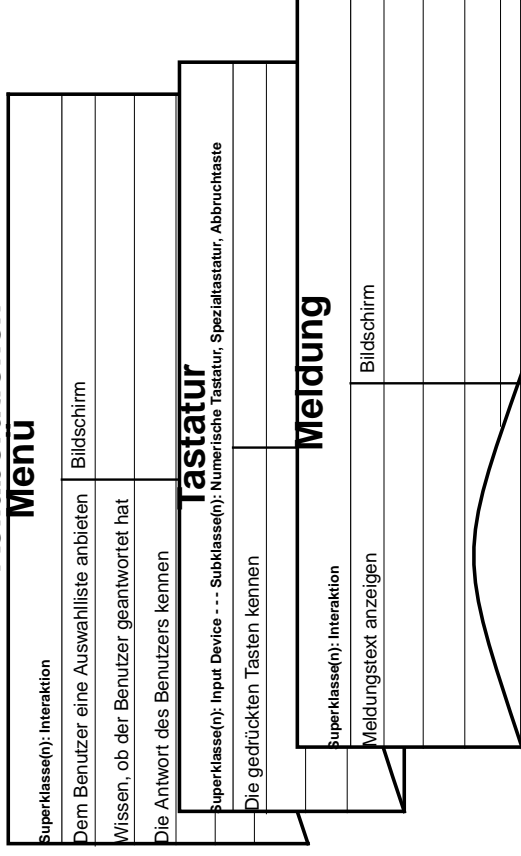 Menü
Superklasse(n): Interaktion
Dem Benutzer eine Auswahlliste anbieten Bildschirm
Wissen, ob der Benutzer geantwortet hat
Die Antwort des Benutzers kennen
Tastatur
Superklasse(n): Input Device - - - Subklasse(n): Numerische Tastatur, Spezialtastatur, Abbruchtaste
Die gedrückten Tasten kennen
Meldung
Superklasse(n): Interaktion
Meldungstext anzeigen Bildschirm